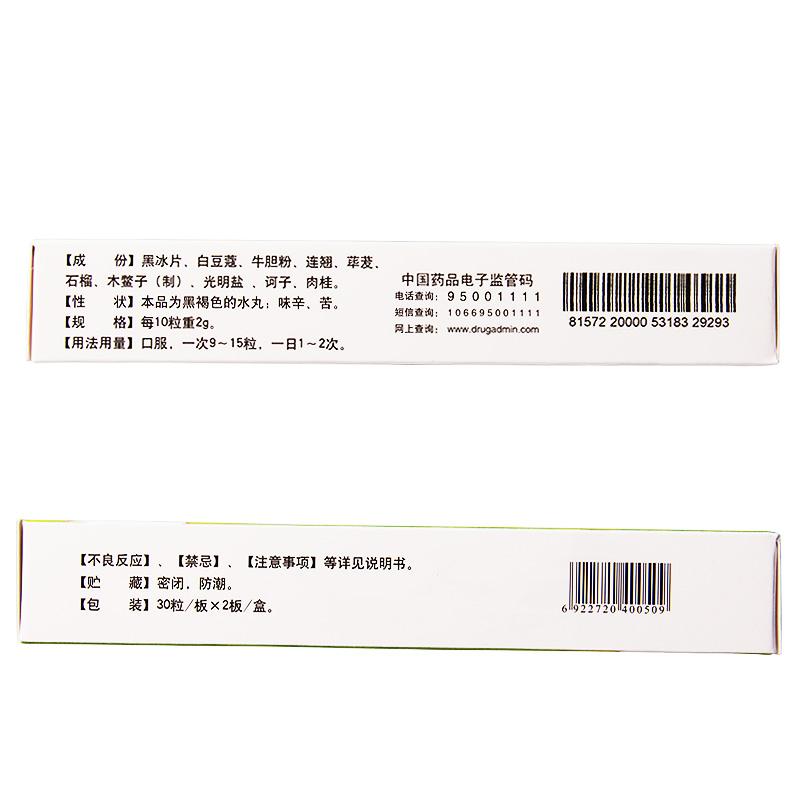 【成　份】黑冰片、白豆蔻、牛胆粉、连翘、荜茇、
石榴、木鳖子（制）、光明盐、诃子、肉桂。
【性　状】本品为黑褐色的水丸；味辛、苦。
【规　格】每10粒重2g。
【用法用量】口服，一次9～15粒，一日1～2次。
中国药品电子监管码
电话查询：95001111
短信查询：106695001111
网上查询：www.drugadmin.com
81572 20000 53183 29293
【不良反应】、【禁忌】、【注意事项】等详见说明书。
【贮　藏】密闭，防潮。
【包　装】30粒/板×2板/盒。
6 922720 400509